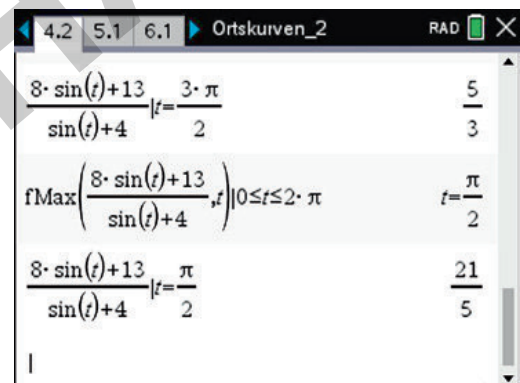 4.2 5.1 6.1 Ortskurven_2 RAD
(8·sin(t)+13)/(sin(t)+4)|t=(3·π)/2 5/3
fMax((8·sin(t)+13)/(sin(t)+4),t)|0≤t≤2·π t=π/2
(8·sin(t)+13)/(sin(t)+4)|t=π/2 21/5